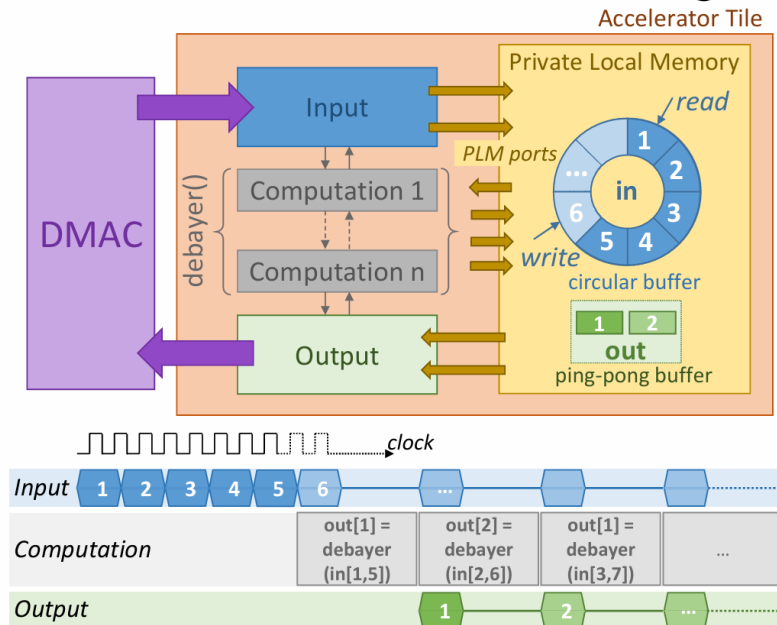 Accelerator Tile
Private Local Memory
Input
read
PLM ports
1
2
3
4
5
6
...
in
write
circular buffer
DMAC
debayer()
Computation 1
Computation n
Output
1
2
out
ping-pong buffer
clock
Input
1
2
3
4
5
6
...
Computation
out[1] =
debayer
(in[1,5])
out[2] =
debayer
(in[2,6])
out[1] =
debayer
(in[3,7])
...
Output
1
2
...